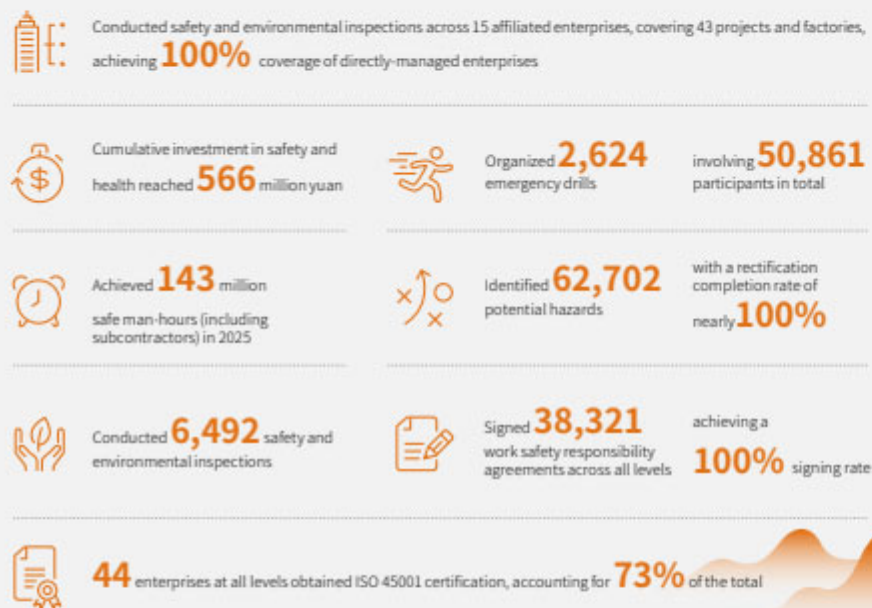 Conducted safety and environmental inspections across 15 affiliated enterprises, covering 43 projects and factories,
achieving 100% coverage of directly-managed enterprises
Cumulative investment in safety and
health reached 566 million yuan
Organized 2,624
emergency drills
involving 50,861
participants in total
Achieved 143 million
safe man-hours (including
subcontractors) in 2025
Identified 62,702
potential hazards
with a rectification
completion rate of
nearly 100%
Conducted 6,492 safety and
environmental inspections
Signed 38,321
work safety responsibility
agreements across all levels
achieving a
100% signing rate
44 enterprises at all levels obtained ISO 45001 certification, accounting for 73% of the total